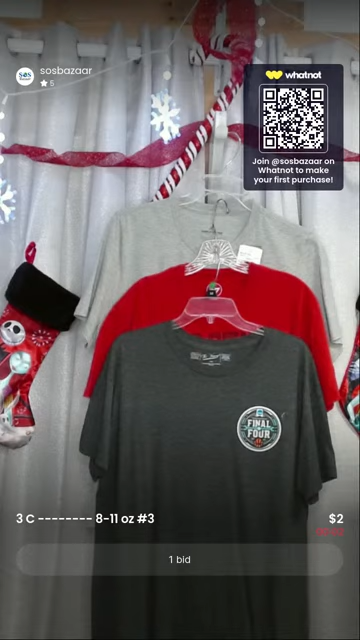 sosbazaar
★ 5
whatnot
Join @sosbazaar on
Whatnot to make
your first purchase!
FINAL
FOUR
3 C -------- 8-11 oz #3
$2
1 bid